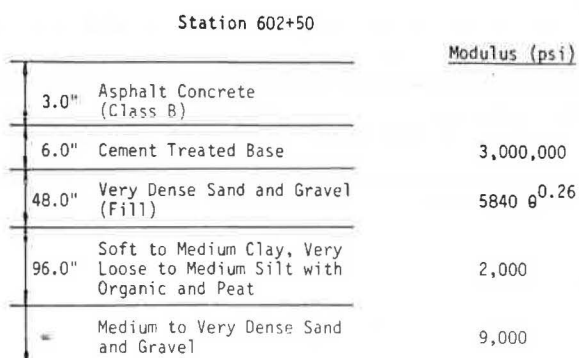 Station 602+50
Modulus (psi)
3.0" Asphalt Concrete
(Class B)
6.0" Cement Treated Base 3,000,000
48.0" Very Dense Sand and Gravel
(Fill) 5840 θ^0.26
96.0" Soft to Medium Clay, Very
Loose to Medium Silt with
Organic and Peat 2,000
Medium to Very Dense Sand
and Gravel 9,000